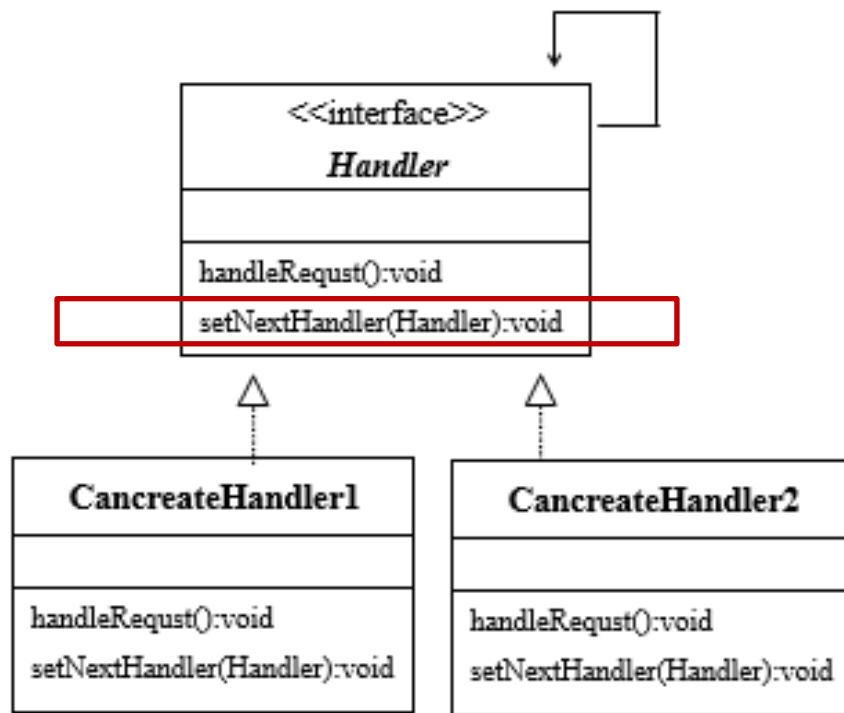 <<interface>>
Handler
handleRequst():void
setNextHandler(Handler):void
CancreateHandler1
handleRequst():void
setNextHandler(Handler):void
CancreateHandler2
handleRequst():void
setNextHandler(Handler):void